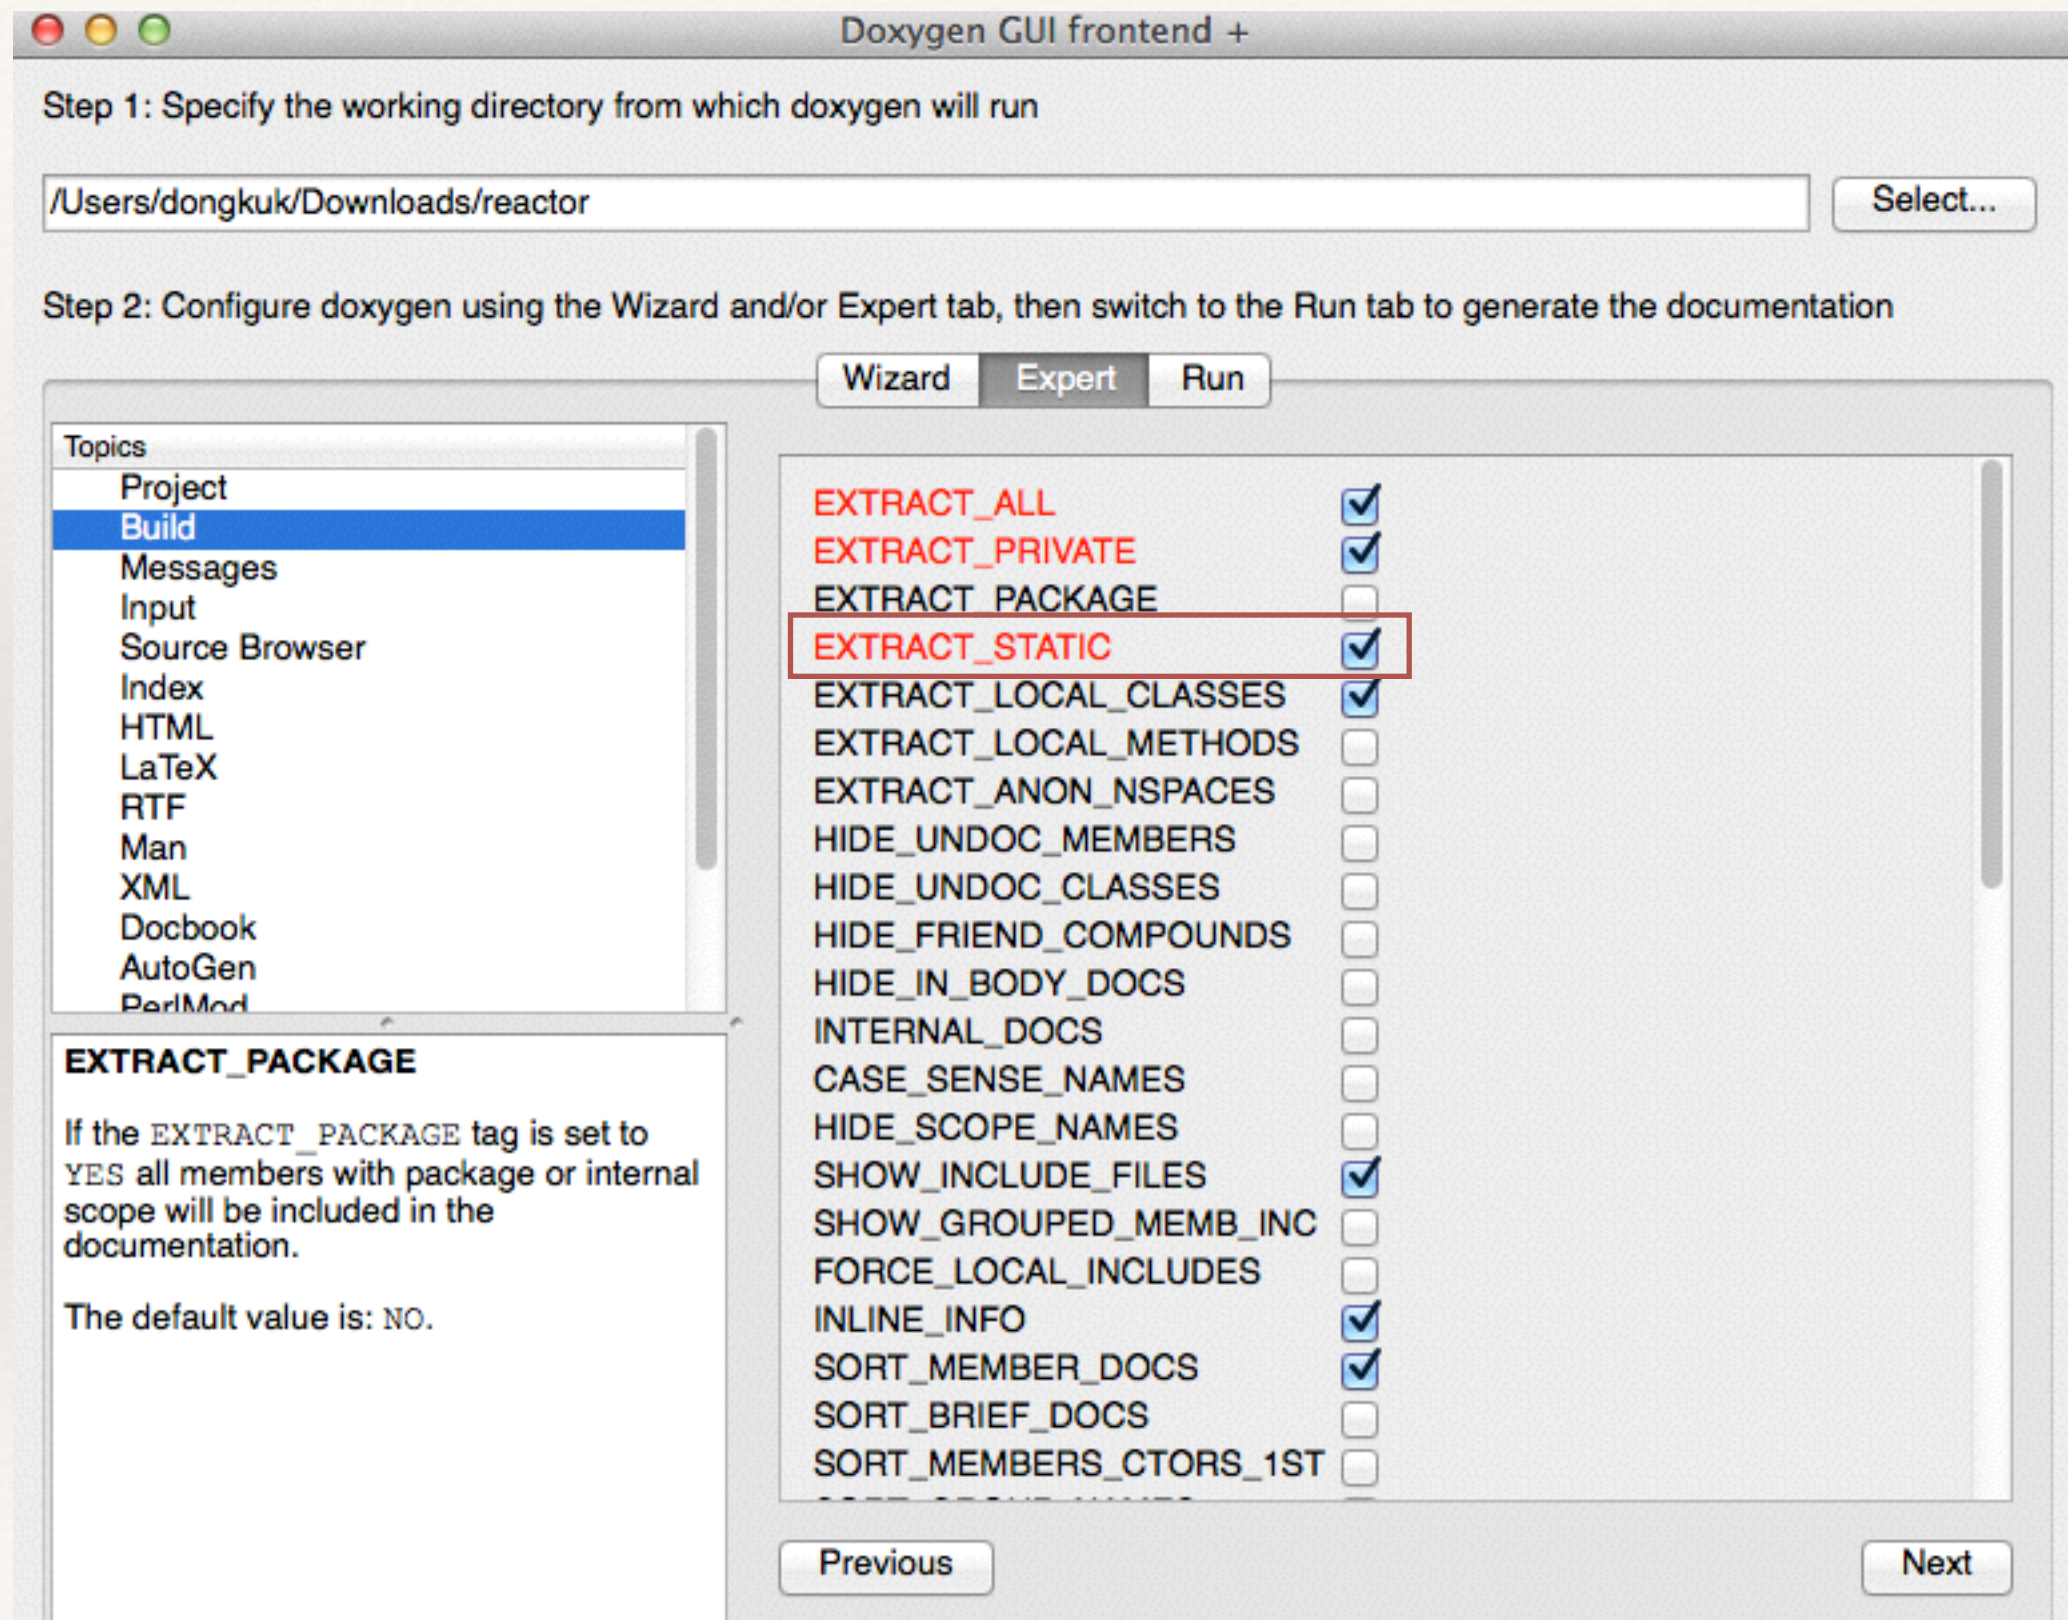 Doxygen GUI frontend +
Step 1: Specify the working directory from which doxygen will run
/Users/dongkuk/Downloads/reactor
Select...
Step 2: Configure doxygen using the Wizard and/or Expert tab, then switch to the Run tab to generate the documentation
Wizard Expert Run
Topics
Project
Build
Messages
Input
Source Browser
Index
HTML
LaTeX
RTF
Man
XML
Docbook
AutoGen
PerlMod
EXTRACT_PACKAGE
If the EXTRACT_PACKAGE tag is set to
YES all members with package or internal
scope will be included in the
documentation.
The default value is: NO.
EXTRACT_ALL
EXTRACT_PRIVATE
EXTRACT_PACKAGE
EXTRACT_STATIC
EXTRACT_LOCAL_CLASSES
EXTRACT_LOCAL_METHODS
EXTRACT_ANON_NSPACES
HIDE_UNDOC_MEMBERS
HIDE_UNDOC_CLASSES
HIDE_FRIEND_COMPOUNDS
HIDE_IN_BODY_DOCS
INTERNAL_DOCS
CASE_SENSE_NAMES
HIDE_SCOPE_NAMES
SHOW_INCLUDE_FILES
SHOW_GROUPED_MEMB_INC
FORCE_LOCAL_INCLUDES
INLINE_INFO
SORT_MEMBER_DOCS
SORT_BRIEF_DOCS
SORT_MEMBERS_CTORS_1ST
Previous
Next